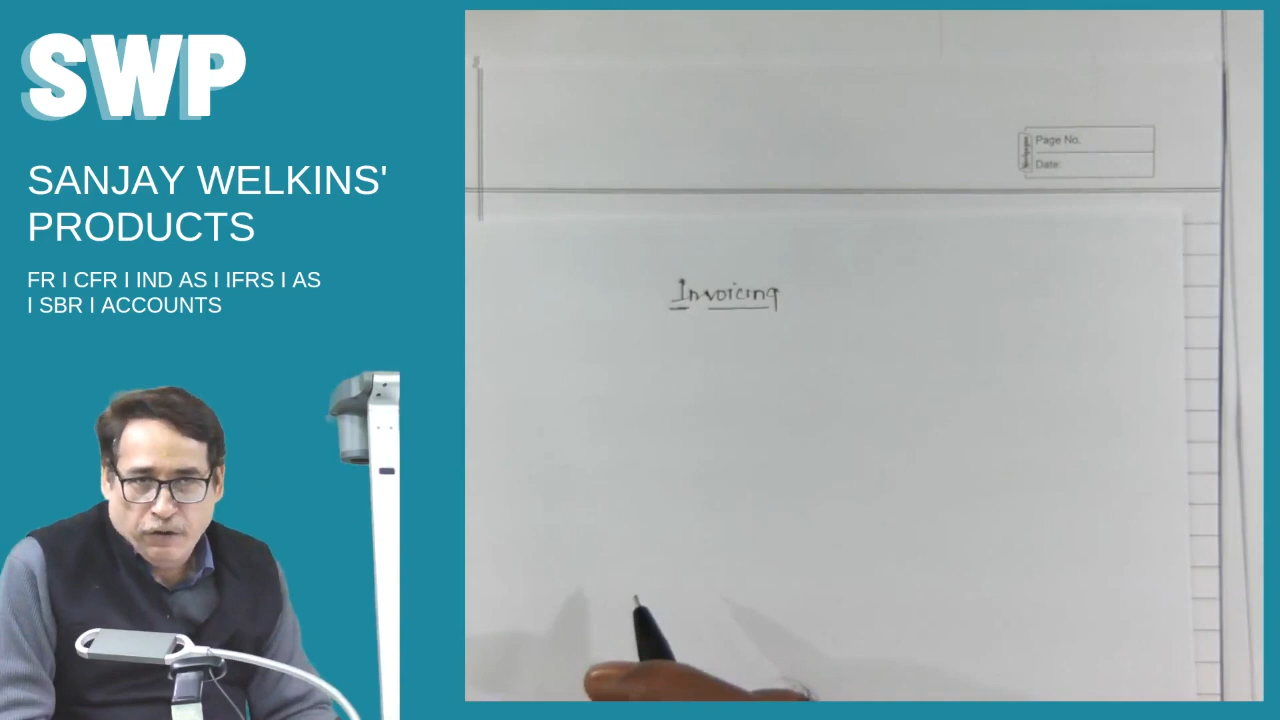 SWP
SANJAY WELKINS'
PRODUCTS
FR I CFR I IND AS I IFRS I AS
I SBR I ACCOUNTS
Page No.
Date:
Invoicing